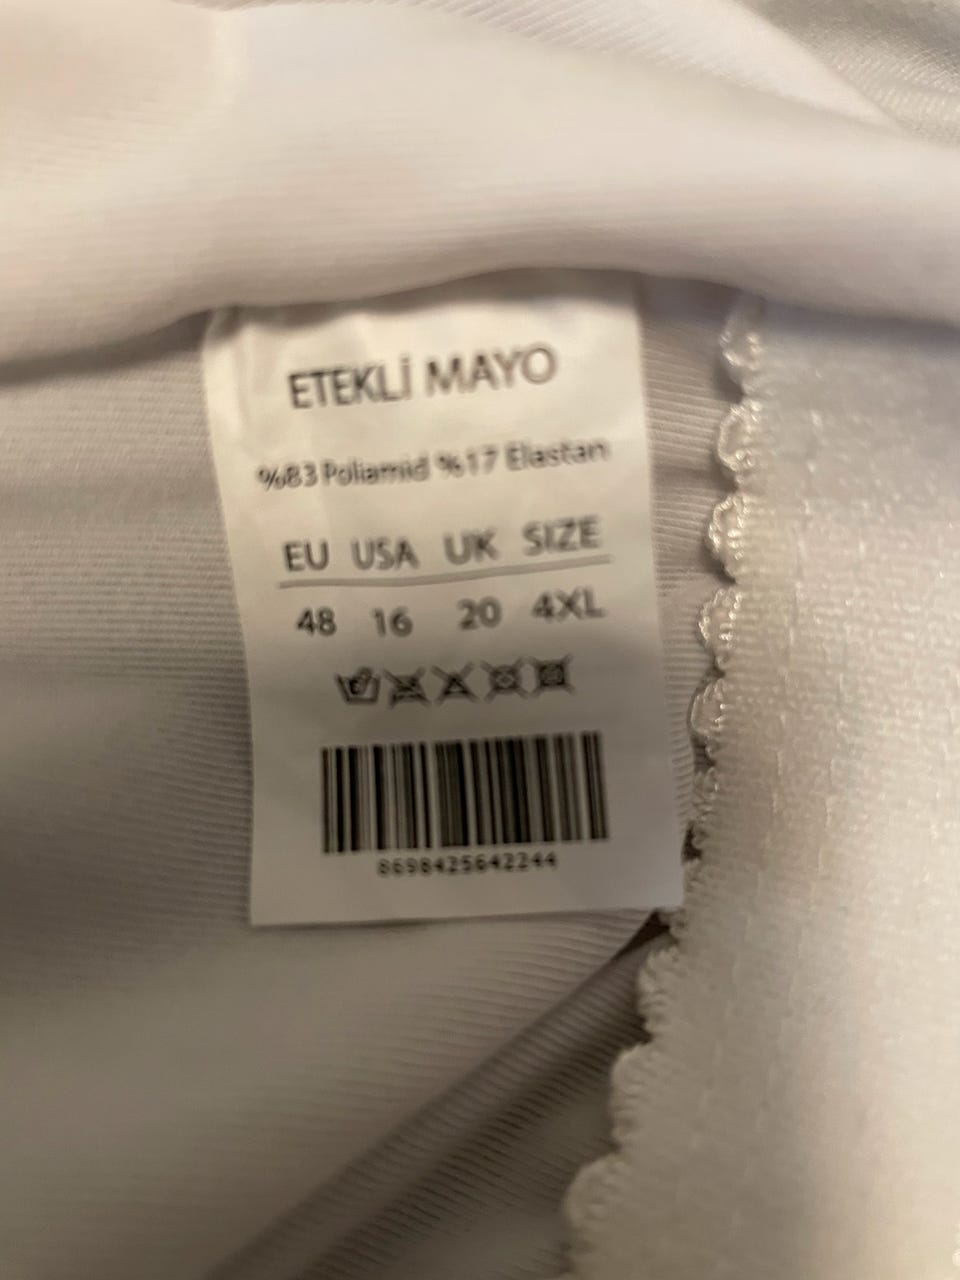 ETEKLİ MAYO
%83 Poliamid %17 Elastan
EU USA UK SIZE
48 16 20 4XL
8698425642244